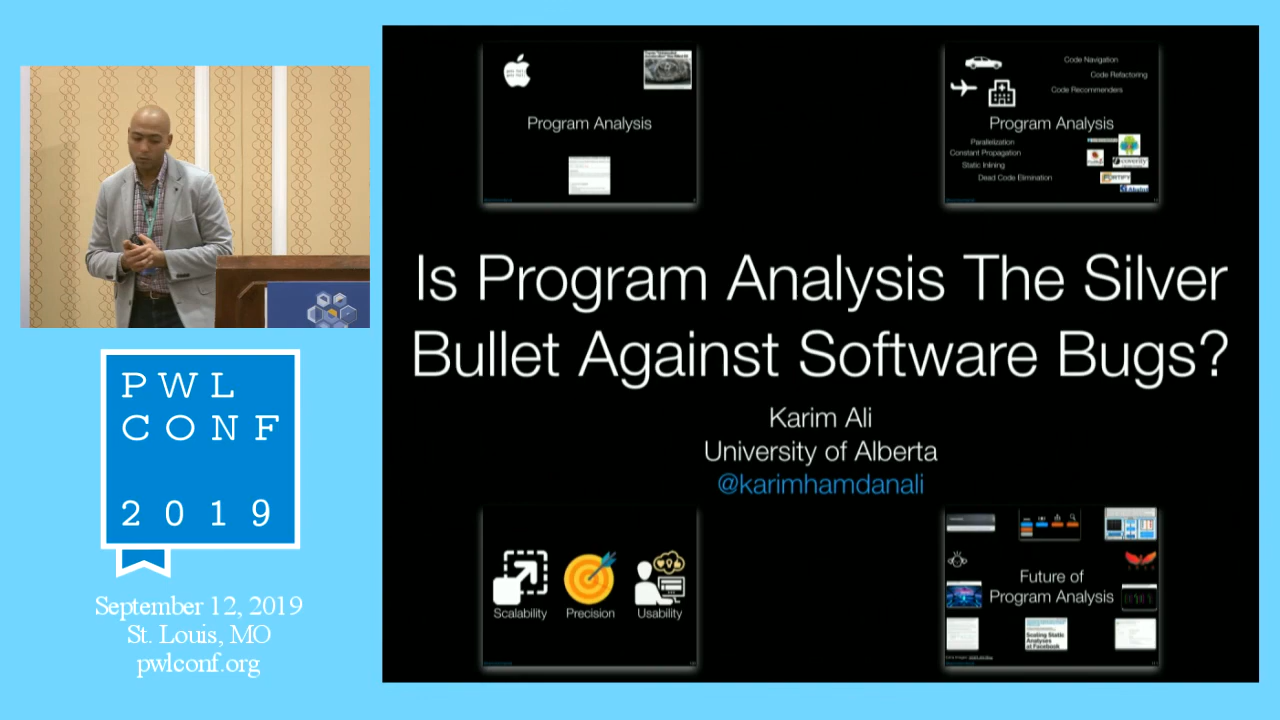 PWL
CONF
2019
September 12, 2019
St. Louis, MO
pwlconf.org
Program Analysis
Code Navigation
Code Refactoring
Code Recommenders
Program Analysis
Parallelization
Constant Propagation
Static Inlining
Dead Code Elimination
coverity
Is Program Analysis The Silver
Bullet Against Software Bugs?
Karim Ali
University of Alberta
@karimhamdanali
Scalability
Precision
Usability
Future of
Program Analysis
Scaling Static
Analyses
at Facebook